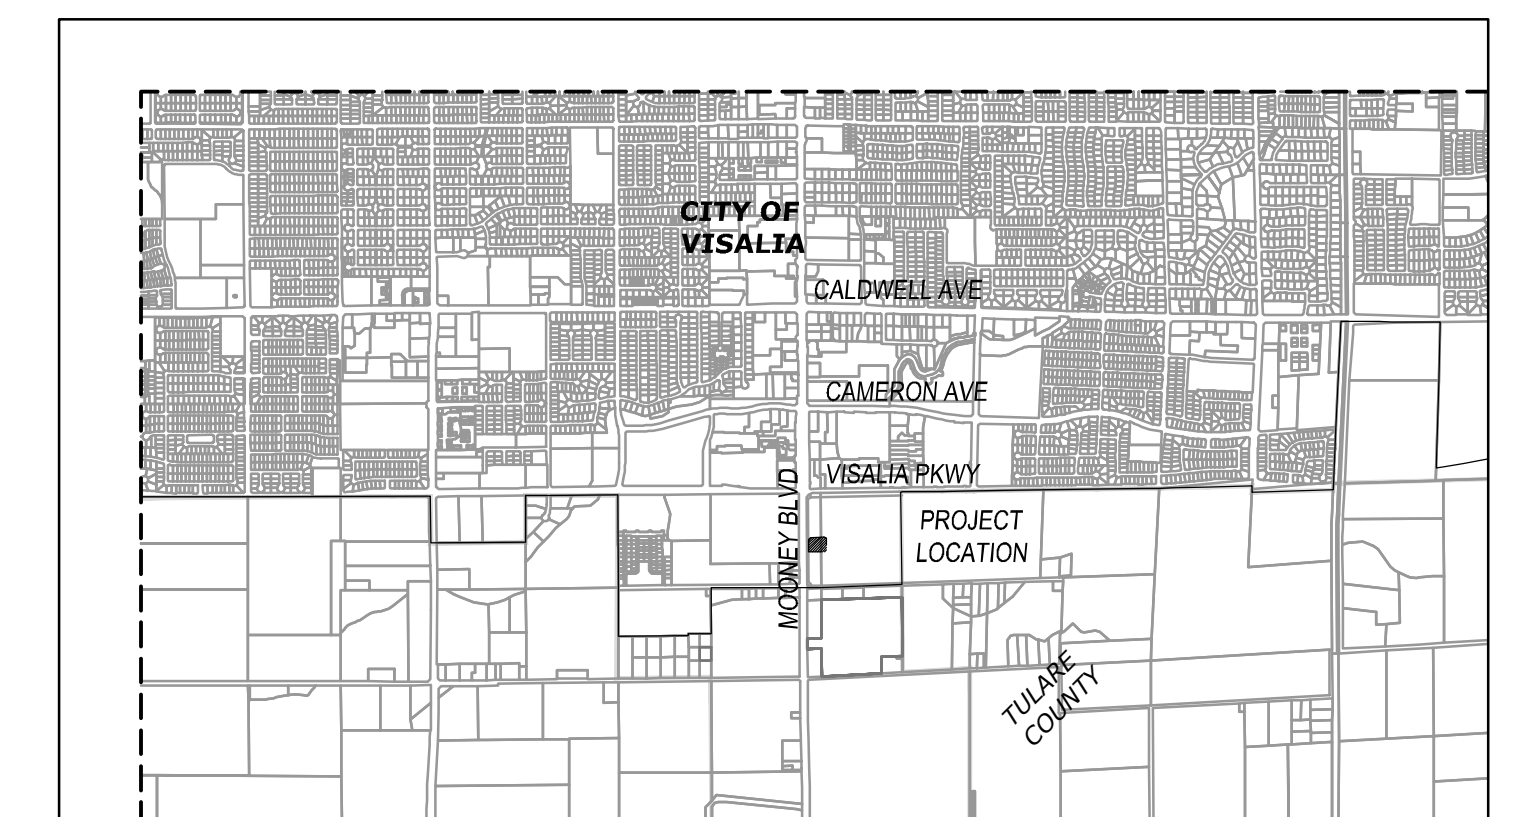 CITY OF
VISALIA
CALDWELL AVE
CAMERON AVE
VISALIA PKWY
MOONEY BLVD
PROJECT
LOCATION
TULARE
COUNTY